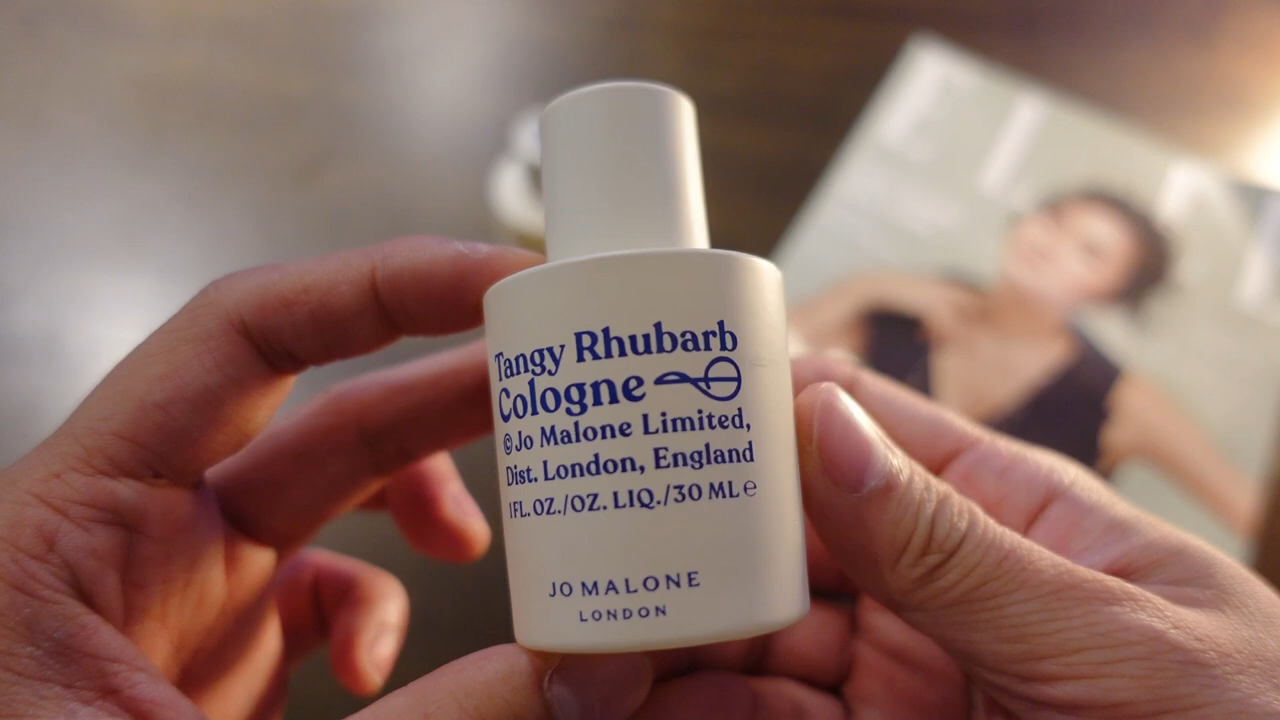 Tangy Rhubarb
Cologne
©Jo Malone Limited,
Dist. London, England
1FL.OZ./OZ. LIQ./30 ML ℮
JO MALONE
LONDON